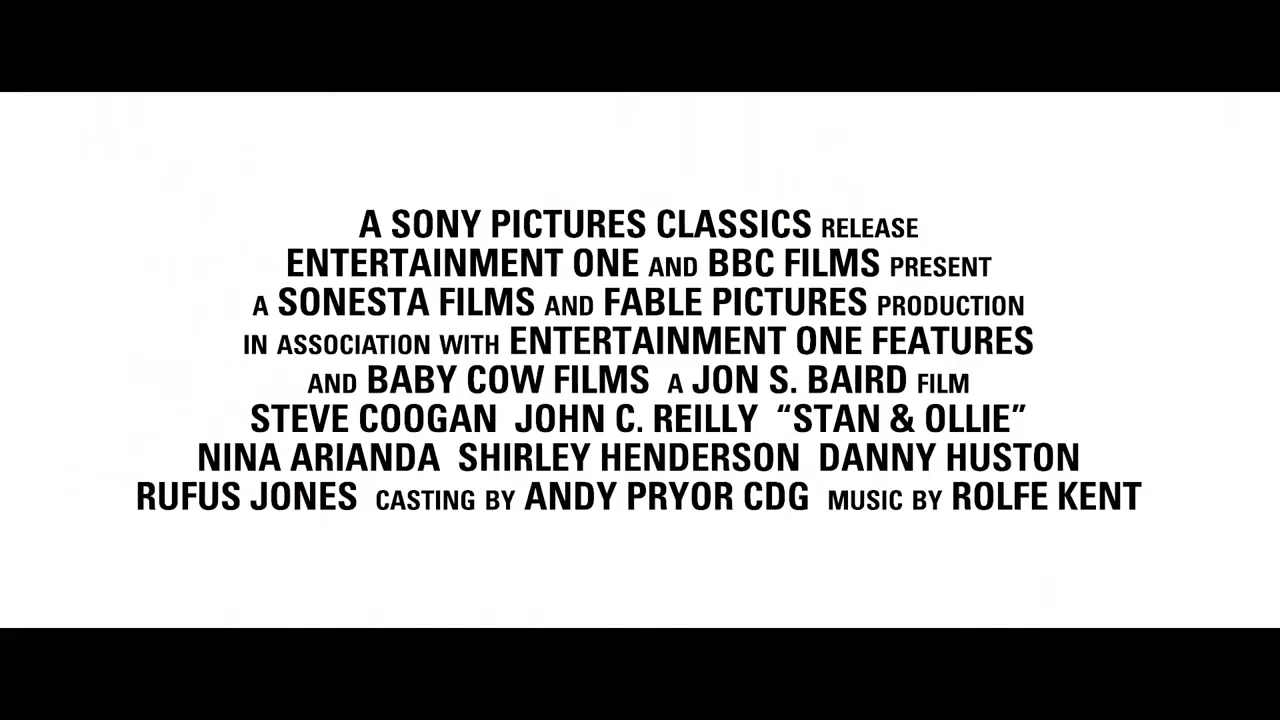 A SONY PICTURES CLASSICS RELEASE
ENTERTAINMENT ONE AND BBC FILMS PRESENT
A SONESTA FILMS AND FABLE PICTURES PRODUCTION
IN ASSOCIATION WITH ENTERTAINMENT ONE FEATURES
AND BABY COW FILMS A JON S. BAIRD FILM
STEVE COOGAN JOHN C. REILLY “STAN & OLLIE”
NINA ARIANDA SHIRLEY HENDERSON DANNY HUSTON
RUFUS JONES CASTING BY ANDY PRYOR CDG MUSIC BY ROLFE KENT